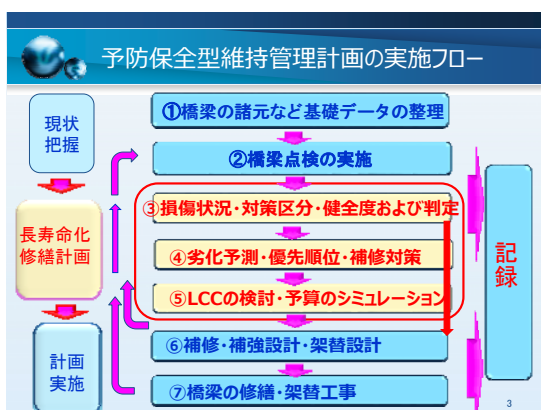 予防保全型維持管理計画の実施フロー
現状
把握
①橋梁の諸元など基礎データの整理
②橋梁点検の実施
長寿命化
修繕計画
③損傷状況・対策区分・健全度および判定
④劣化予測・優先順位・補修対策
⑤LCCの検討・予算のシミュレーション
計画
実施
⑥補修・補強設計・架替設計
⑦橋梁の修繕・架替工事
記
録
3